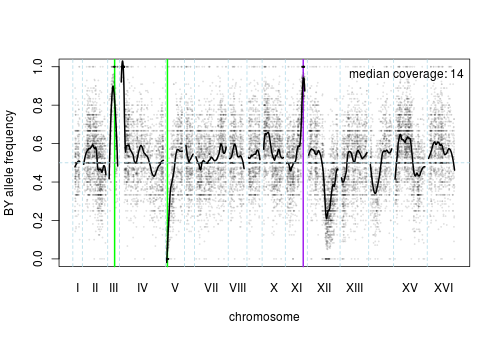 median coverage: 14
BY allele frequency
1.0
0.8
0.6
0.4
0.2
0.0
I II III IV V VII VIII X XI XII XIII XV XVI
chromosome